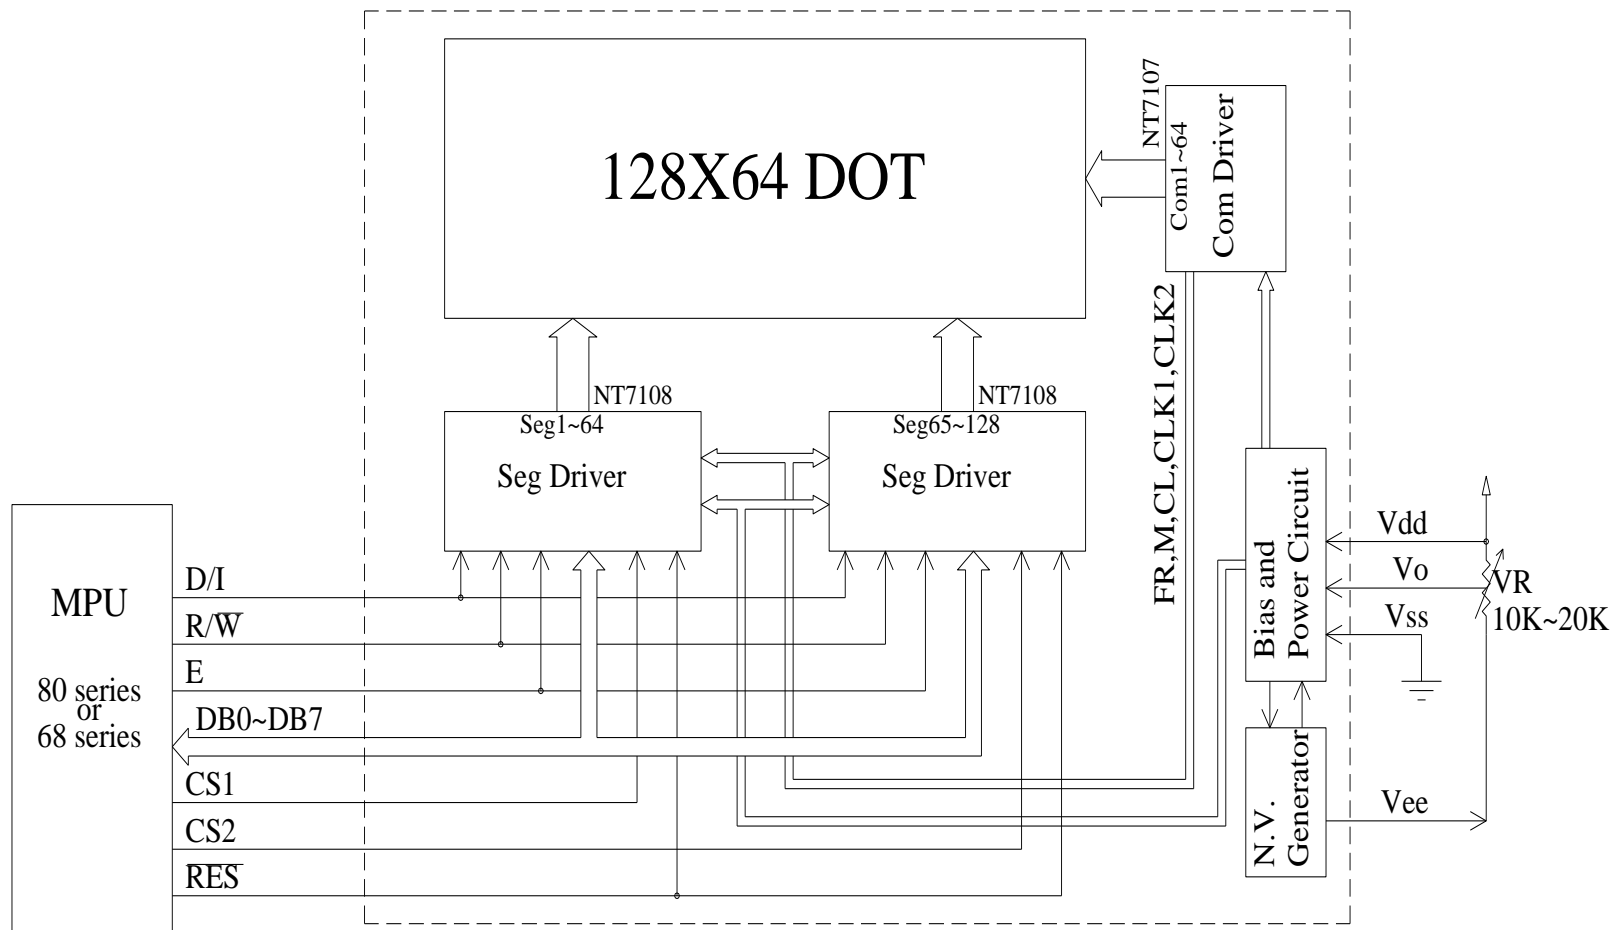 128X64 DOT
NT7107
Com1~64
Com Driver
FR,M,CL,CLK1,CLK2
NT7108
Seg1~64
Seg Driver
NT7108
Seg65~128
Seg Driver
MPU
80 series
or
68 series
D/I
R/W̅
E
DB0~DB7
CS1
CS2
R̅E̅S̅
Bias and
Power Circuit
N.V.
Generator
Vdd
Vo
Vss
Vee
VR
10K~20K